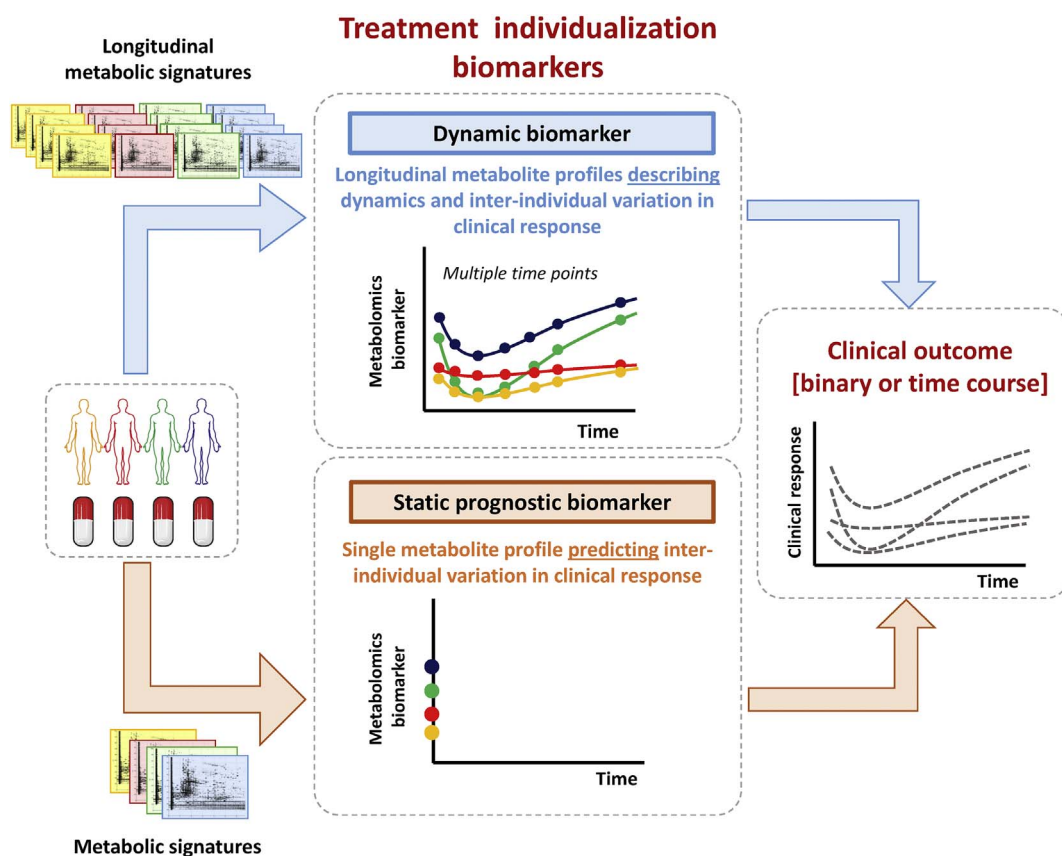 Longitudinal
metabolic signatures
Treatment individualization
biomarkers
Dynamic biomarker
Longitudinal metabolite profiles describing
dynamics and inter-individual variation in
clinical response
Multiple time points
Metabolomics
biomarker
Time
Static prognostic biomarker
Single metabolite profile predicting inter-
individual variation in clinical response
Metabolomics
biomarker
Time
Clinical outcome
[binary or time course]
Clinical response
Time
Metabolic signatures